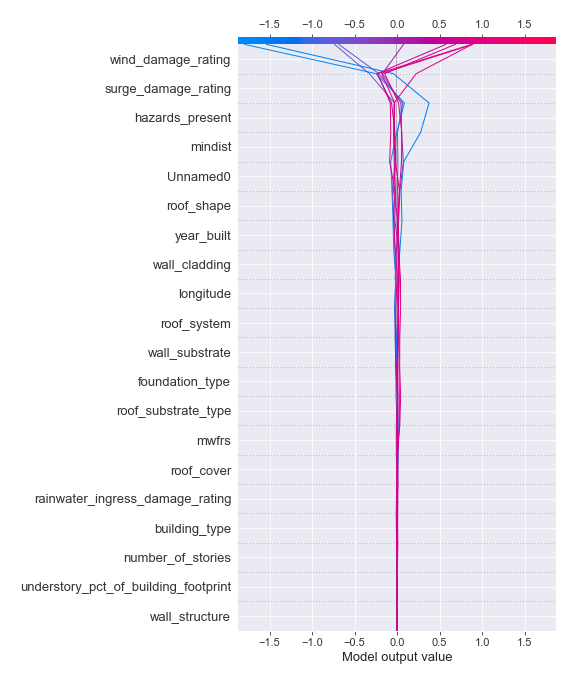 −1.5 −1.0 −0.5 0.0 0.5 1.0 1.5
wind_damage_rating
surge_damage_rating
hazards_present
mindist
Unnamed0
roof_shape
year_built
wall_cladding
longitude
roof_system
wall_substrate
foundation_type
roof_substrate_type
mwfrs
roof_cover
rainwater_ingress_damage_rating
building_type
number_of_stories
understory_pct_of_building_footprint
wall_structure
−1.5 −1.0 −0.5 0.0 0.5 1.0 1.5
Model output value